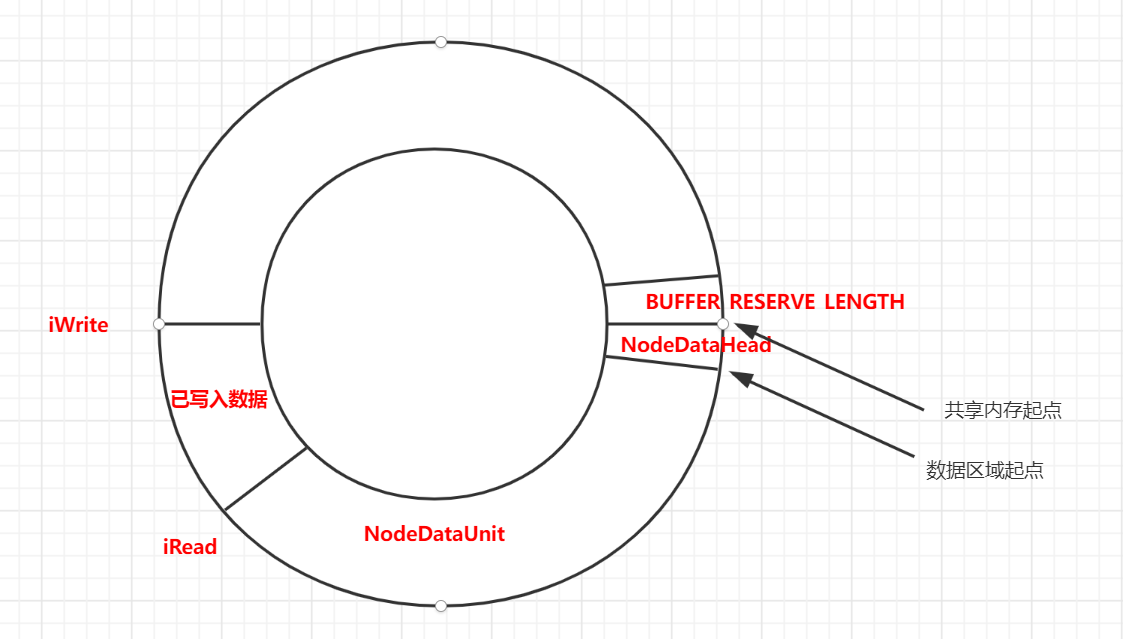 BUFFER RESERVE LENGTH
iWrite
NodeDataHead
已写入数据
共享内存起点
数据区域起点
NodeDataUnit
iRead